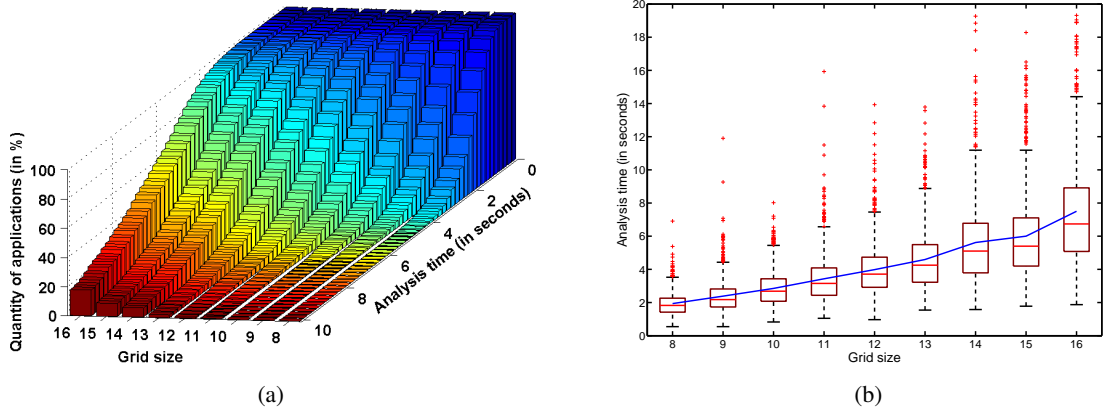 Quantity of applications (in %)
100
80
60
40
20
0
16 15 14 13 12 11 10 9 8
Grid size
0
2
4
6
8
10
Analysis time (in seconds)
(a)
Analysis time (in seconds)
20
18
16
14
12
10
8
6
4
2
0
8 9 10 11 12 13 14 15 16
Grid size
(b)